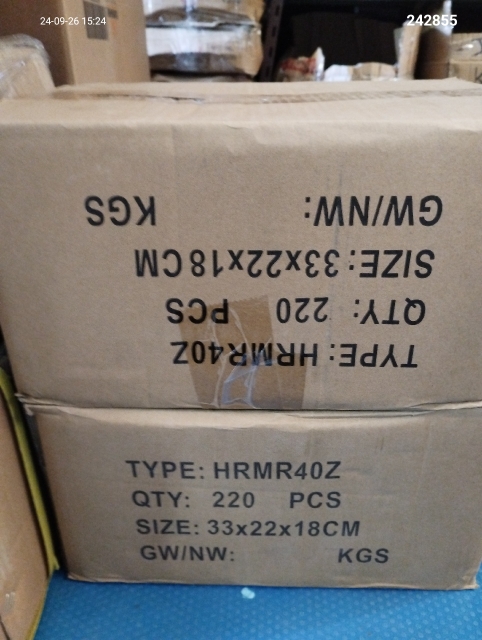 24-09-26 15:24
242855
GW/NW: KGS
SIZE: 33x22x18CM
QTY: 220 PCS
TYPE: HRMR40Z
TYPE: HRMR40Z
QTY: 220 PCS
SIZE: 33x22x18CM
GW/NW: KGS